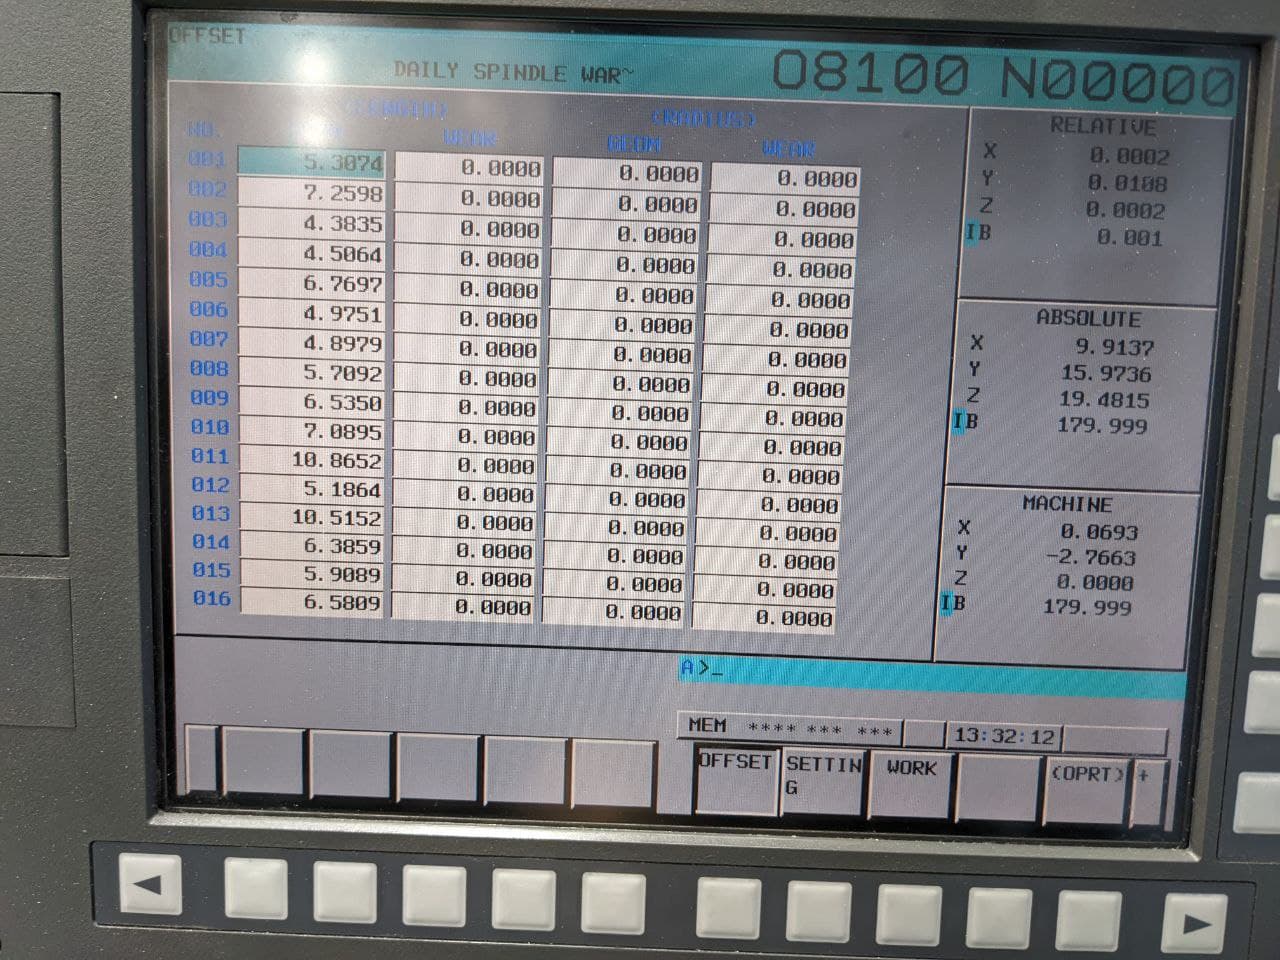 OFFSET
DAILY SPINDLE WAR~ O8100 N00000
(LENGTH) (RADIUS)
NO. WEAR GEOM WEAR
001 5.3074 0.0000 0.0000 0.0000
002 7.2598 0.0000 0.0000 0.0000
003 4.3835 0.0000 0.0000 0.0000
004 4.5064 0.0000 0.0000 0.0000
005 6.7697 0.0000 0.0000 0.0000
006 4.9751 0.0000 0.0000 0.0000
007 4.8979 0.0000 0.0000 0.0000
008 5.7092 0.0000 0.0000 0.0000
009 6.5350 0.0000 0.0000 0.0000
010 7.0895 0.0000 0.0000 0.0000
011 10.8652 0.0000 0.0000 0.0000
012 5.1864 0.0000 0.0000 0.0000
013 10.5152 0.0000 0.0000 0.0000
014 6.3859 0.0000 0.0000 0.0000
015 5.9089 0.0000 0.0000 0.0000
016 6.5809 0.0000 0.0000 0.0000
RELATIVE
X 0.0002
Y 0.0108
Z 0.0002
IB 0.001
ABSOLUTE
X 9.9137
Y 15.9736
Z 19.4815
IB 179.999
MACHINE
X 0.0693
Y -2.7663
Z 0.0000
IB 179.999
A>_
MEM **** *** *** 13:32:12
OFFSET SETTIN WORK (OPRT) +
G